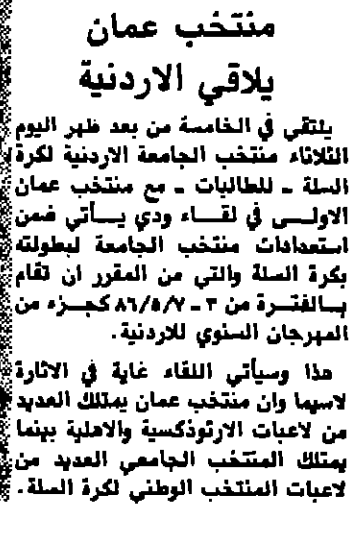 منتخب عمان
يلاقي الاردنية
يلتقي في الخامسة من بعد ظهر اليوم
الثلاثاء منتخب الجامعة الاردنية لكرة
السلة ـ للطالبات ـ مع منتخب عمان
الاولـــى في لقـــاء ودي يـــأتي ضمن
استعدادات منتخب الجامعة لبطولته
بكرة السلة والتي من المقرر ان تقام
بـالفتــرة من ٣ ـ ٨٦/٥/٧ كجــزء من
المهرجان السنوي للاردنية .
هذا وسيأتي اللقاء غاية في الاثارة
لاسيما وان منتخب عمان يمتلك العديد
من لاعبات الارثوذكسية والاهلية بينما
يمتلك المنتخب الجامعي العديد من
لاعبات المنتخب الوطني لكرة السلة .